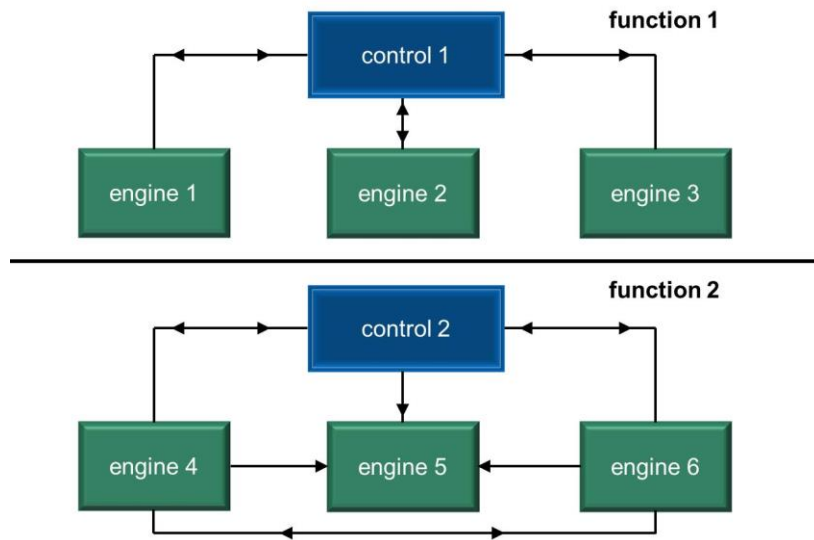 function 1
control 1
engine 1
engine 2
engine 3
function 2
control 2
engine 4
engine 5
engine 6